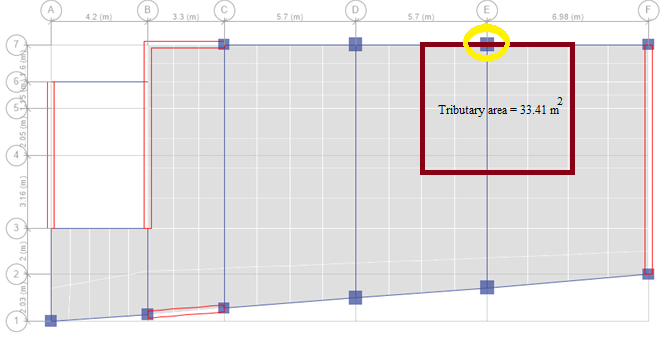 A B C D E F
4.2 (m) 3.3 (m) 5.7 (m) 5.7 (m) 6.98 (m)
7
6
5
Tributary area = 33.41 m2
2.05 (m)
4
3.16 (m)
3
2 (m)
2
1